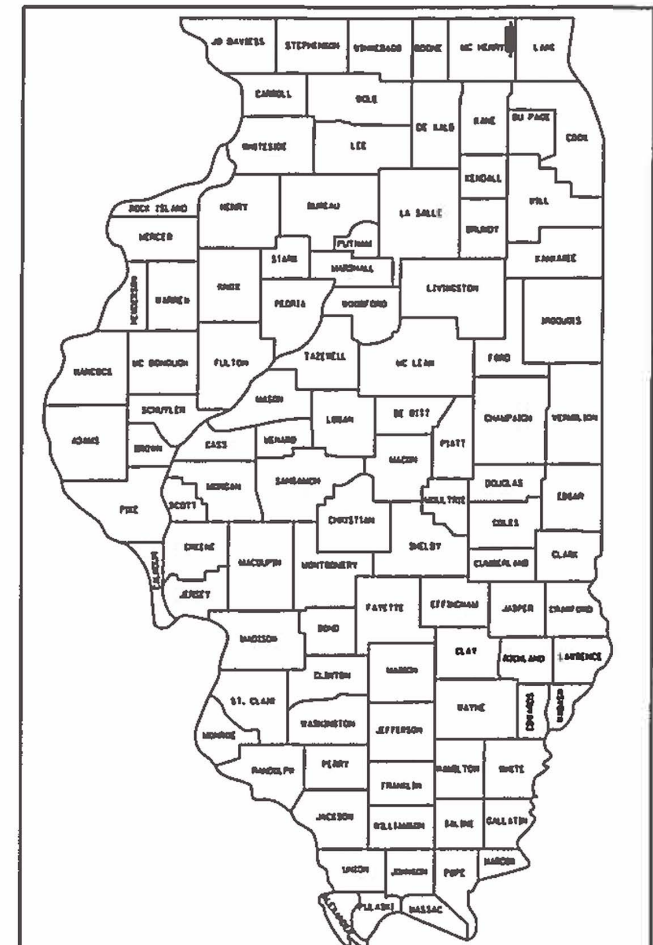 JO DAVIESS
STEPHENSON
WINNEBAGO
BOONE
MC HENRY
LAKE
CARROLL
OGLE
DE KALB
KANE
DU PAGE
COOK
WHITESIDE
LEE
KENDALL
WILL
ROCK ISLAND
HENRY
BUREAU
LA SALLE
GRUNDY
MERCER
PUTNAM
KANKAKEE
STARK
MARSHALL
HENDERSON
WARREN
KNOX
PEORIA
WOODFORD
LIVINGSTON
IROQUOIS
HANCOCK
MC DONOUGH
FULTON
TAZEWELL
MC LEAN
FORD
MASON
SCHUYLER
LOGAN
DE WITT
CHAMPAIGN
VERMILION
ADAMS
BROWN
CASS
MENARD
PIATT
MACON
PIKE
SCOTT
MORGAN
SANGAMON
DOUGLAS
EDGAR
MOULTRIE
CHRISTIAN
COLES
CALHOUN
GREENE
MACOUPIN
MONTGOMERY
SHELBY
CUMBERLAND
CLARK
JERSEY
FAYETTE
EFFINGHAM
JASPER
CRAWFORD
MADISON
BOND
CLAY
RICHLAND
LAWRENCE
CLINTON
MARION
ST. CLAIR
WASHINGTON
WAYNE
EDWARDS
WABASH
MONROE
JEFFERSON
RANDOLPH
PERRY
HAMILTON
WHITE
FRANKLIN
JACKSON
WILLIAMSON
SALINE
GALLATIN
UNION
JOHNSON
POPE
HARDIN
ALEXANDER
PULASKI
MASSAC